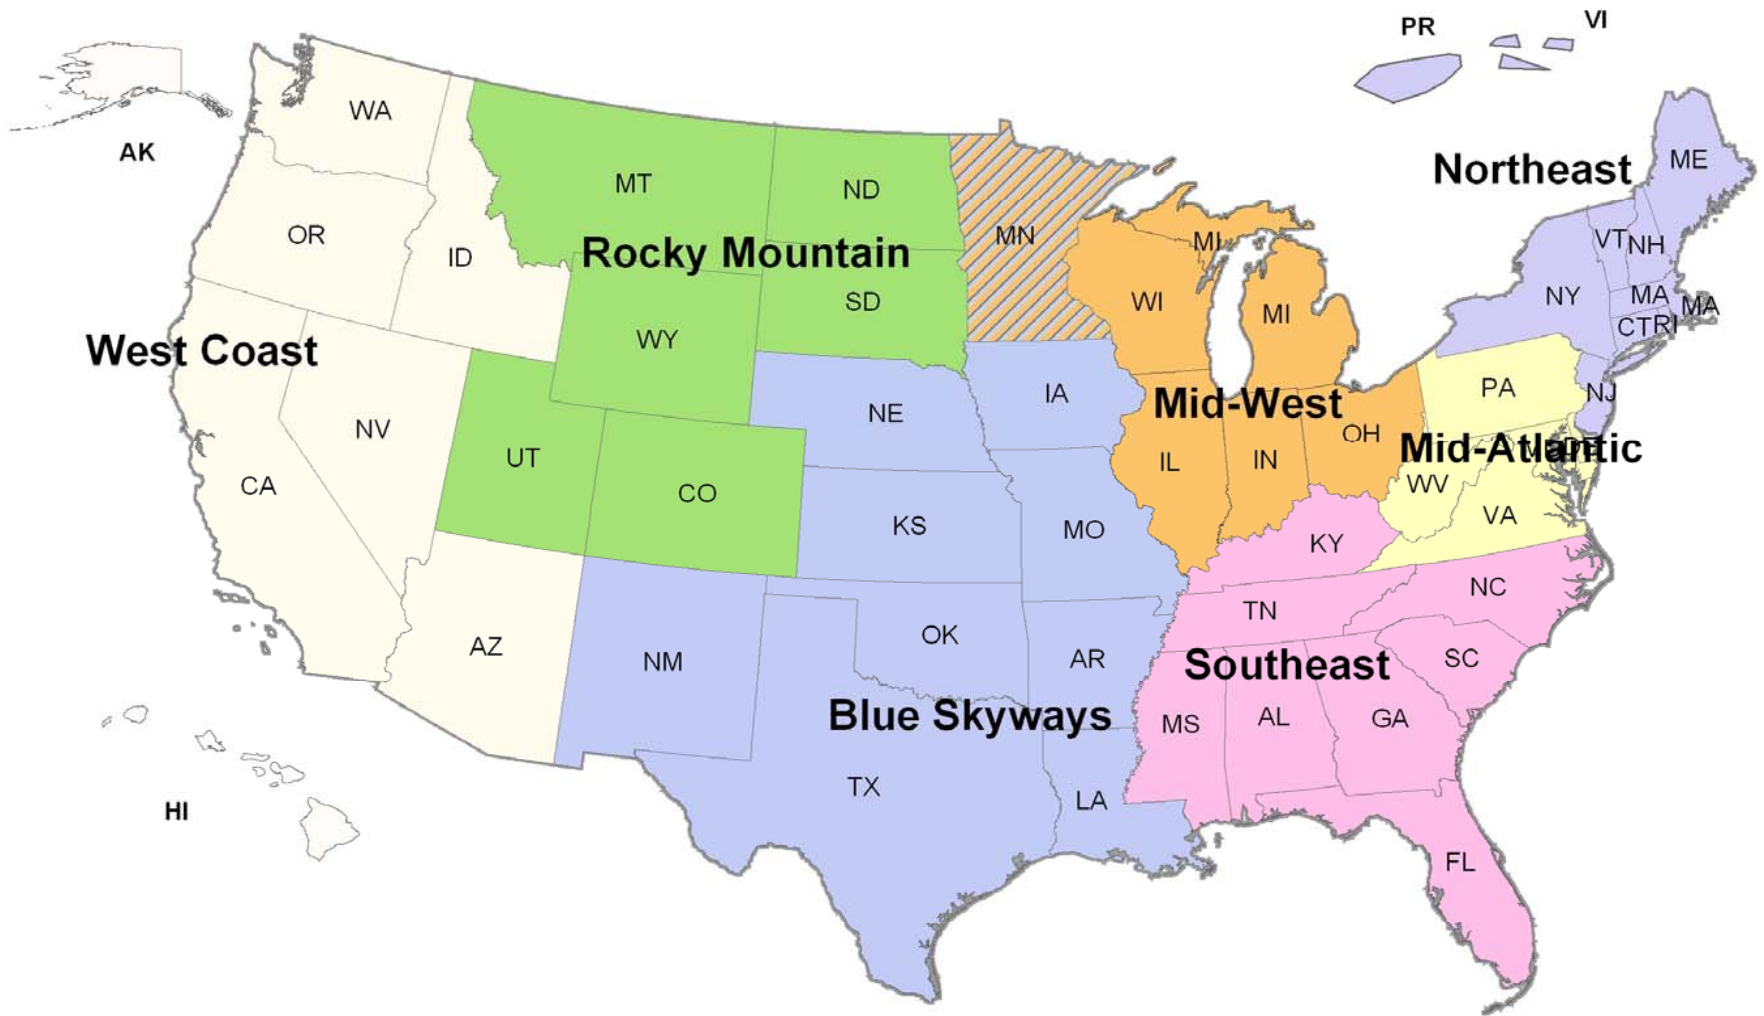 PR
VI
WA
AK
ME
Northeast
MT
ND
OR
MN
VT
NH
MI
Rocky Mountain
ID
SD
WI
NY
MA
MA
MI
CT
RI
WY
West Coast
PA
NJ
IA
Mid-West
NE
NV
OH
Mid-Atlantic
UT
IL
IN
WV
CA
CO
VA
KS
MO
KY
NC
TN
OK
AZ
NM
AR
SC
Southeast
Blue Skyways
MS
AL
GA
TX
LA
HI
FL